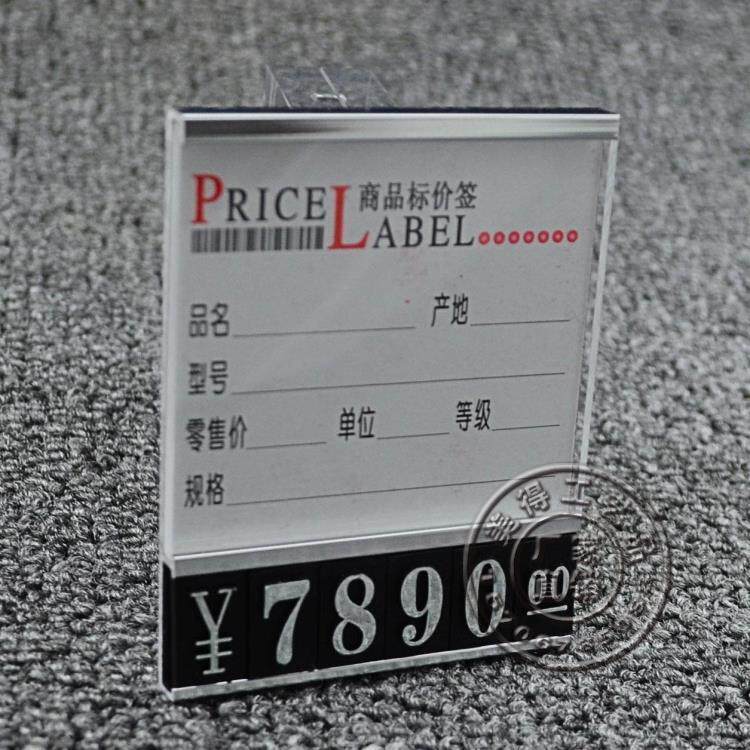 商品标价签
PRICE LABEL
品名 产地
型号
零售价 单位 等级
规格
¥7890.00